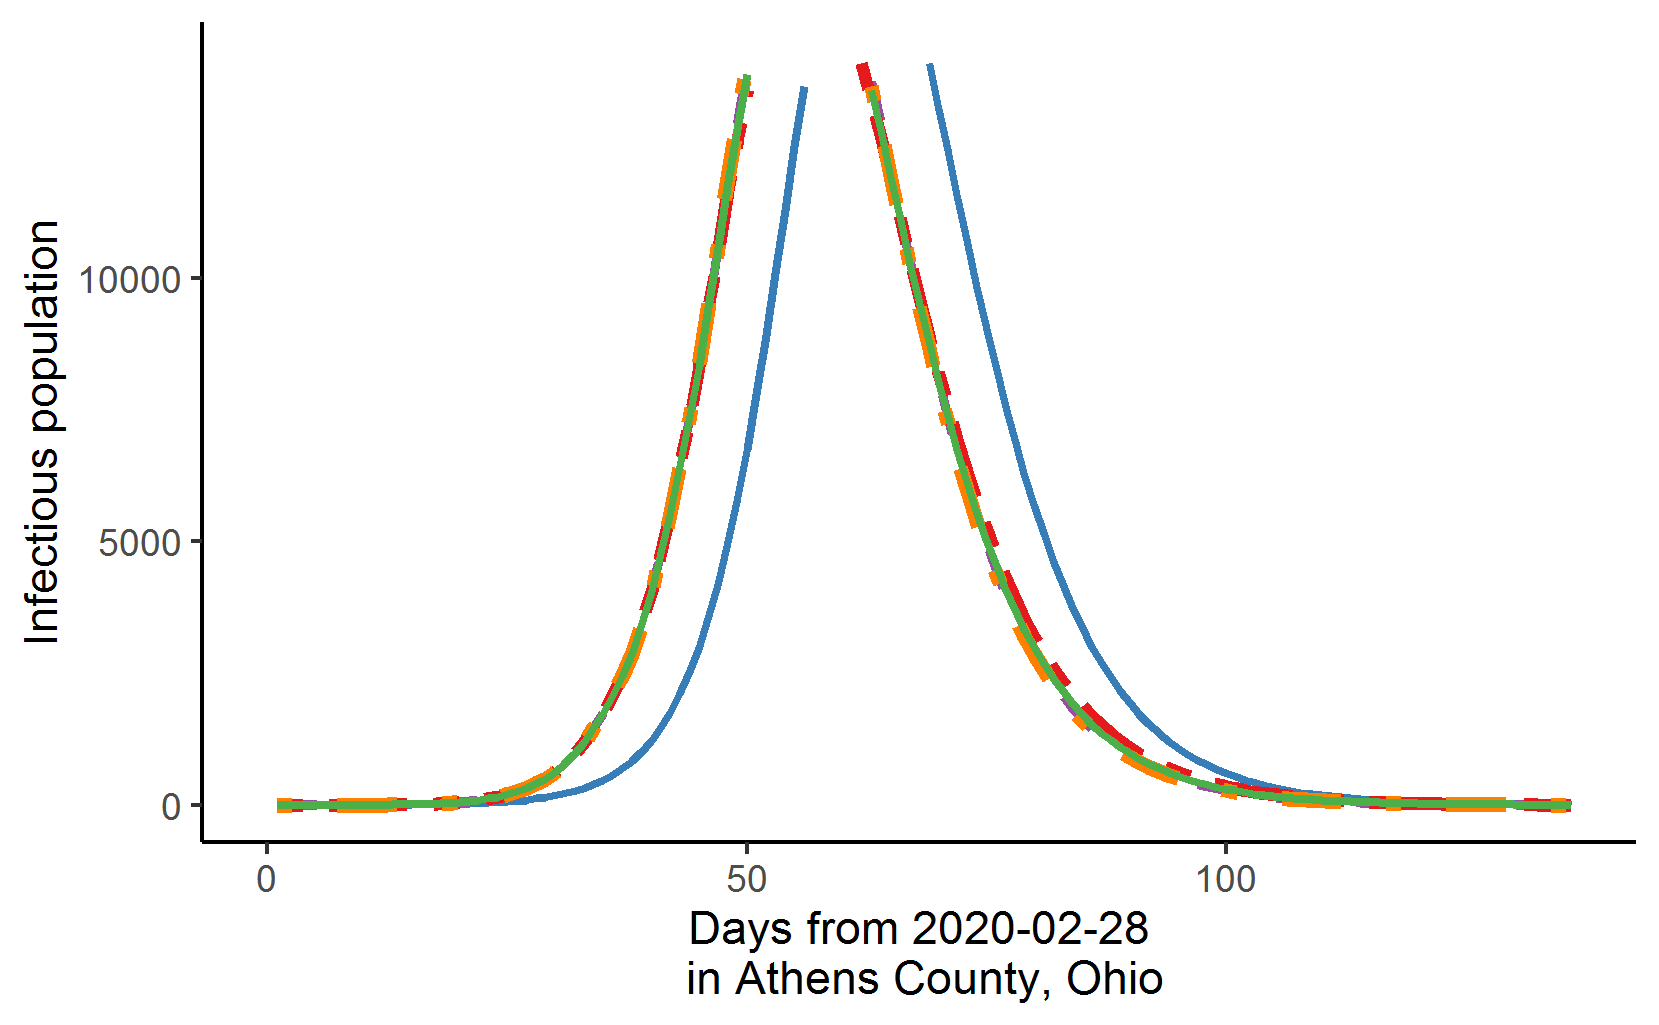 Infectious population
10000
5000
0
0 50 100
Days from 2020-02-28
in Athens County, Ohio